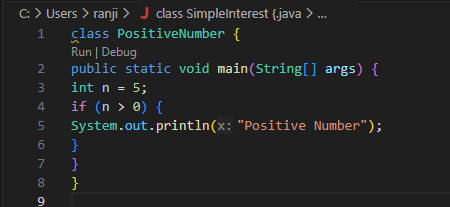 C: > Users > ranji > J class SimpleInterest {.java > ...
1 class PositiveNumber {
Run | Debug
2 public static void main(String[] args) {
3 int n = 5;
4 if (n > 0) {
5 System.out.println(x: "Positive Number");
6 }
7 }
8 }
9